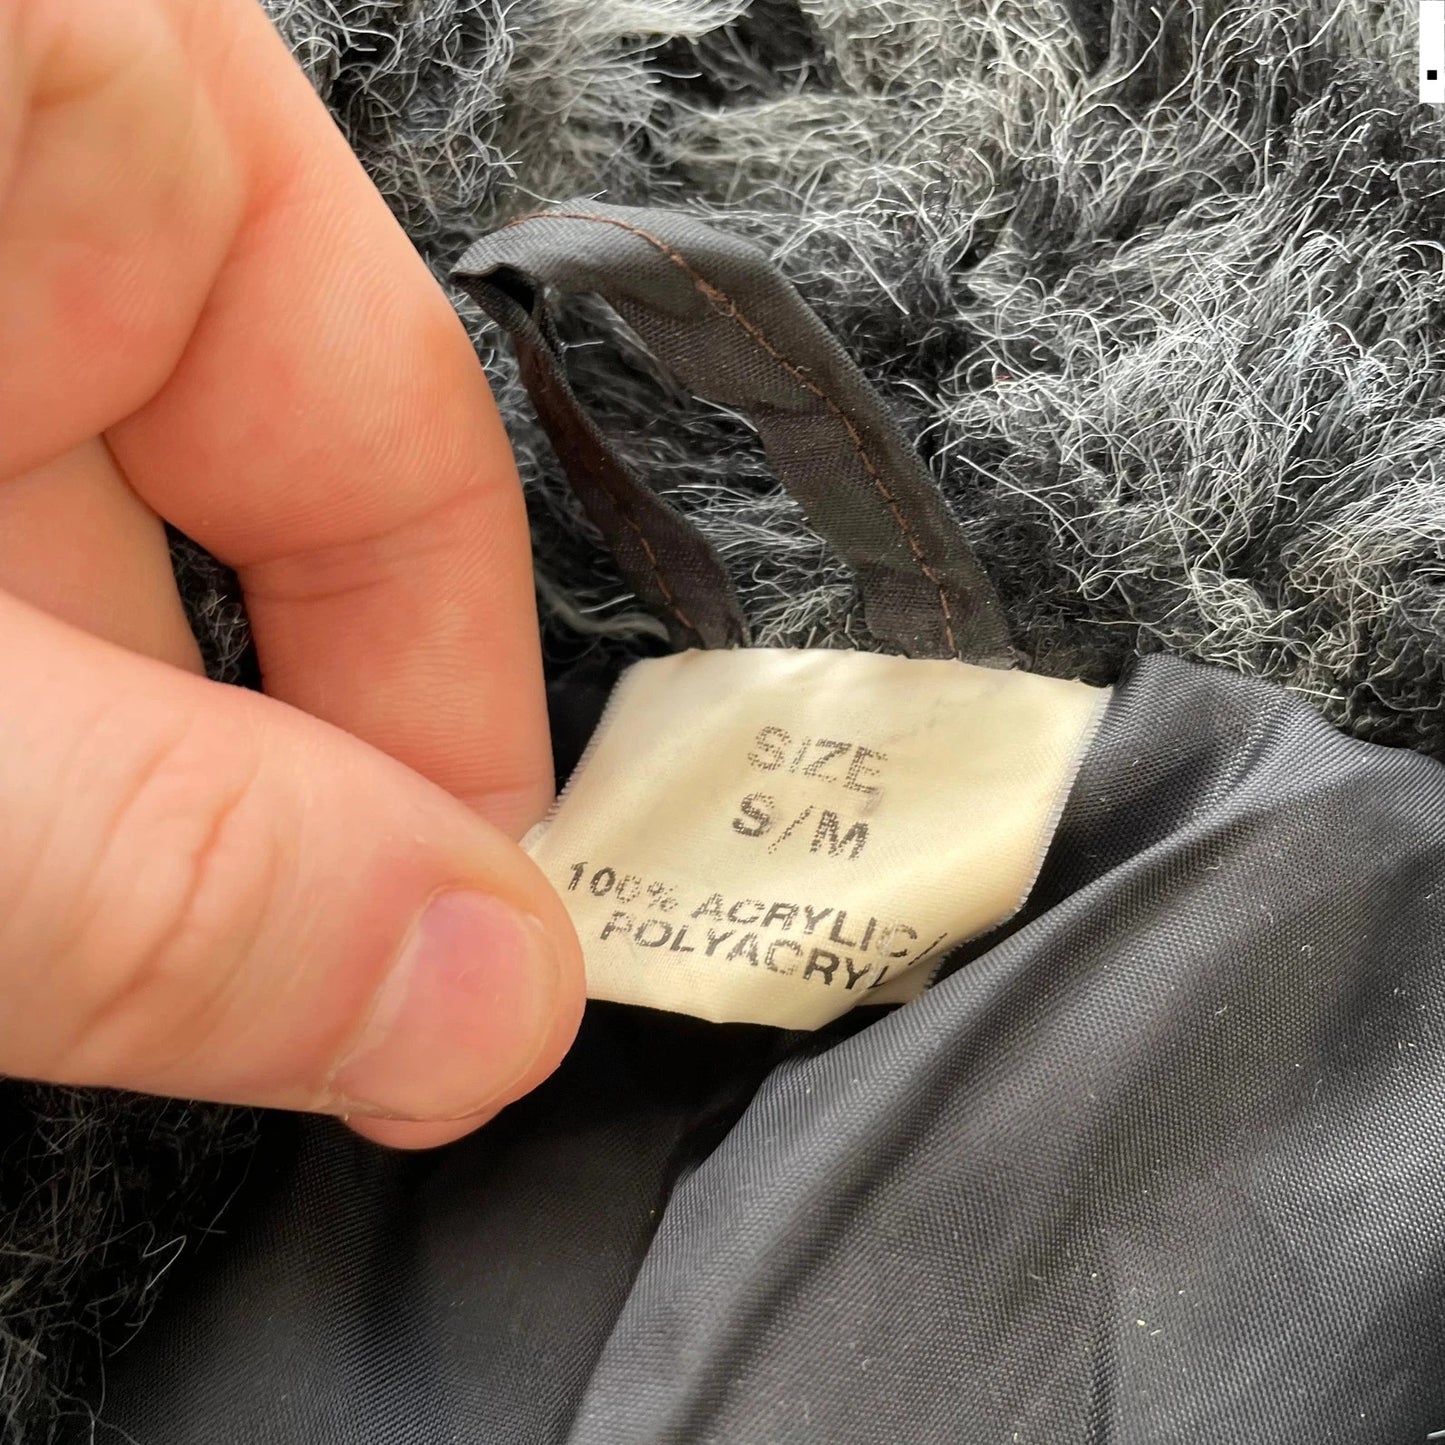 SIZE
S/M
100% ACRYLIC/
POLYACRYL